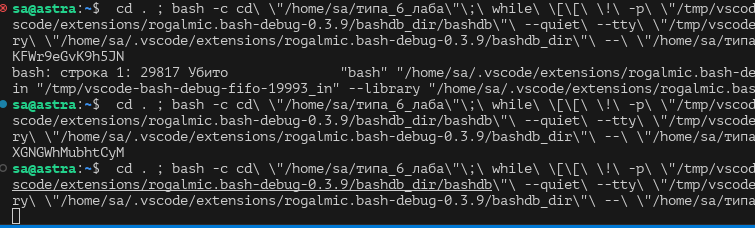 sa@astra:~$  cd . ; bash -c cd\ \"/home/sa/типа_6_лаба\"\;\ while\ \[\[\ \!\ -p\ \"/tmp/vsco
scode/extensions/rogalmic.bash-debug-0.3.9/bashdb_dir/bashdb\"\ --quiet\ --tty\ \"/tmp/vscod
ry\ \"/home/sa/.vscode/extensions/rogalmic.bash-debug-0.3.9/bashdb_dir\"\ --\ \"/home/sa/тип
KFWr9eGvK9h5JN
bash: строка 1: 29817 Убито              "bash" "/home/sa/.vscode/extensions/rogalmic.bash-de
in "/tmp/vscode-bash-debug-fifo-19993_in" --library "/home/sa/.vscode/extensions/rogalmic.bas
sa@astra:~$  cd . ; bash -c cd\ \"/home/sa/типа_6_лаба\"\;\ while\ \[\[\ \!\ -p\ \"/tmp/vsco
scode/extensions/rogalmic.bash-debug-0.3.9/bashdb_dir/bashdb\"\ --quiet\ --tty\ \"/tmp/vscod
ry\ \"/home/sa/.vscode/extensions/rogalmic.bash-debug-0.3.9/bashdb_dir\"\ --\ \"/home/sa/тип
XGNGWhMubhtCyM
sa@astra:~$  cd . ; bash -c cd\ \"/home/sa/типа_6_лаба\"\;\ while\ \[\[\ \!\ -p\ \"/tmp/vsco
scode/extensions/rogalmic.bash-debug-0.3.9/bashdb_dir/bashdb\"\ --quiet\ --tty\ \"/tmp/vscod
ry\ \"/home/sa/.vscode/extensions/rogalmic.bash-debug-0.3.9/bashdb_dir\"\ --\ \"/home/sa/типа